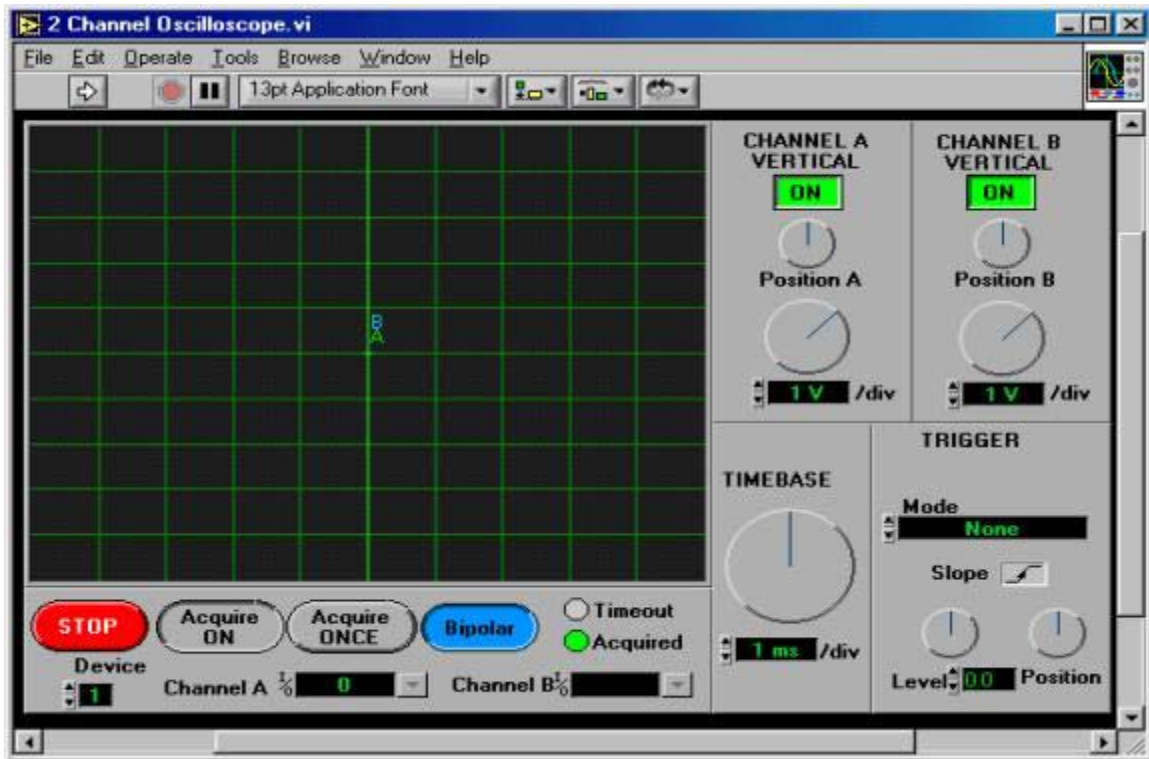 2 Channel Oscilloscope.vi
File Edit Operate Tools Browse Window Help
13pt Application Font
B
A
CHANNEL A
VERTICAL
ON
Position A
1 V /div
CHANNEL B
VERTICAL
ON
Position B
1 V /div
TIMEBASE
1 ms /div
TRIGGER
Mode
None
Slope
Level 0.0 Position
STOP
Acquire
ON
Acquire
ONCE
Bipolar
Timeout
Acquired
Device
1
Channel A I/O 0
Channel B I/O